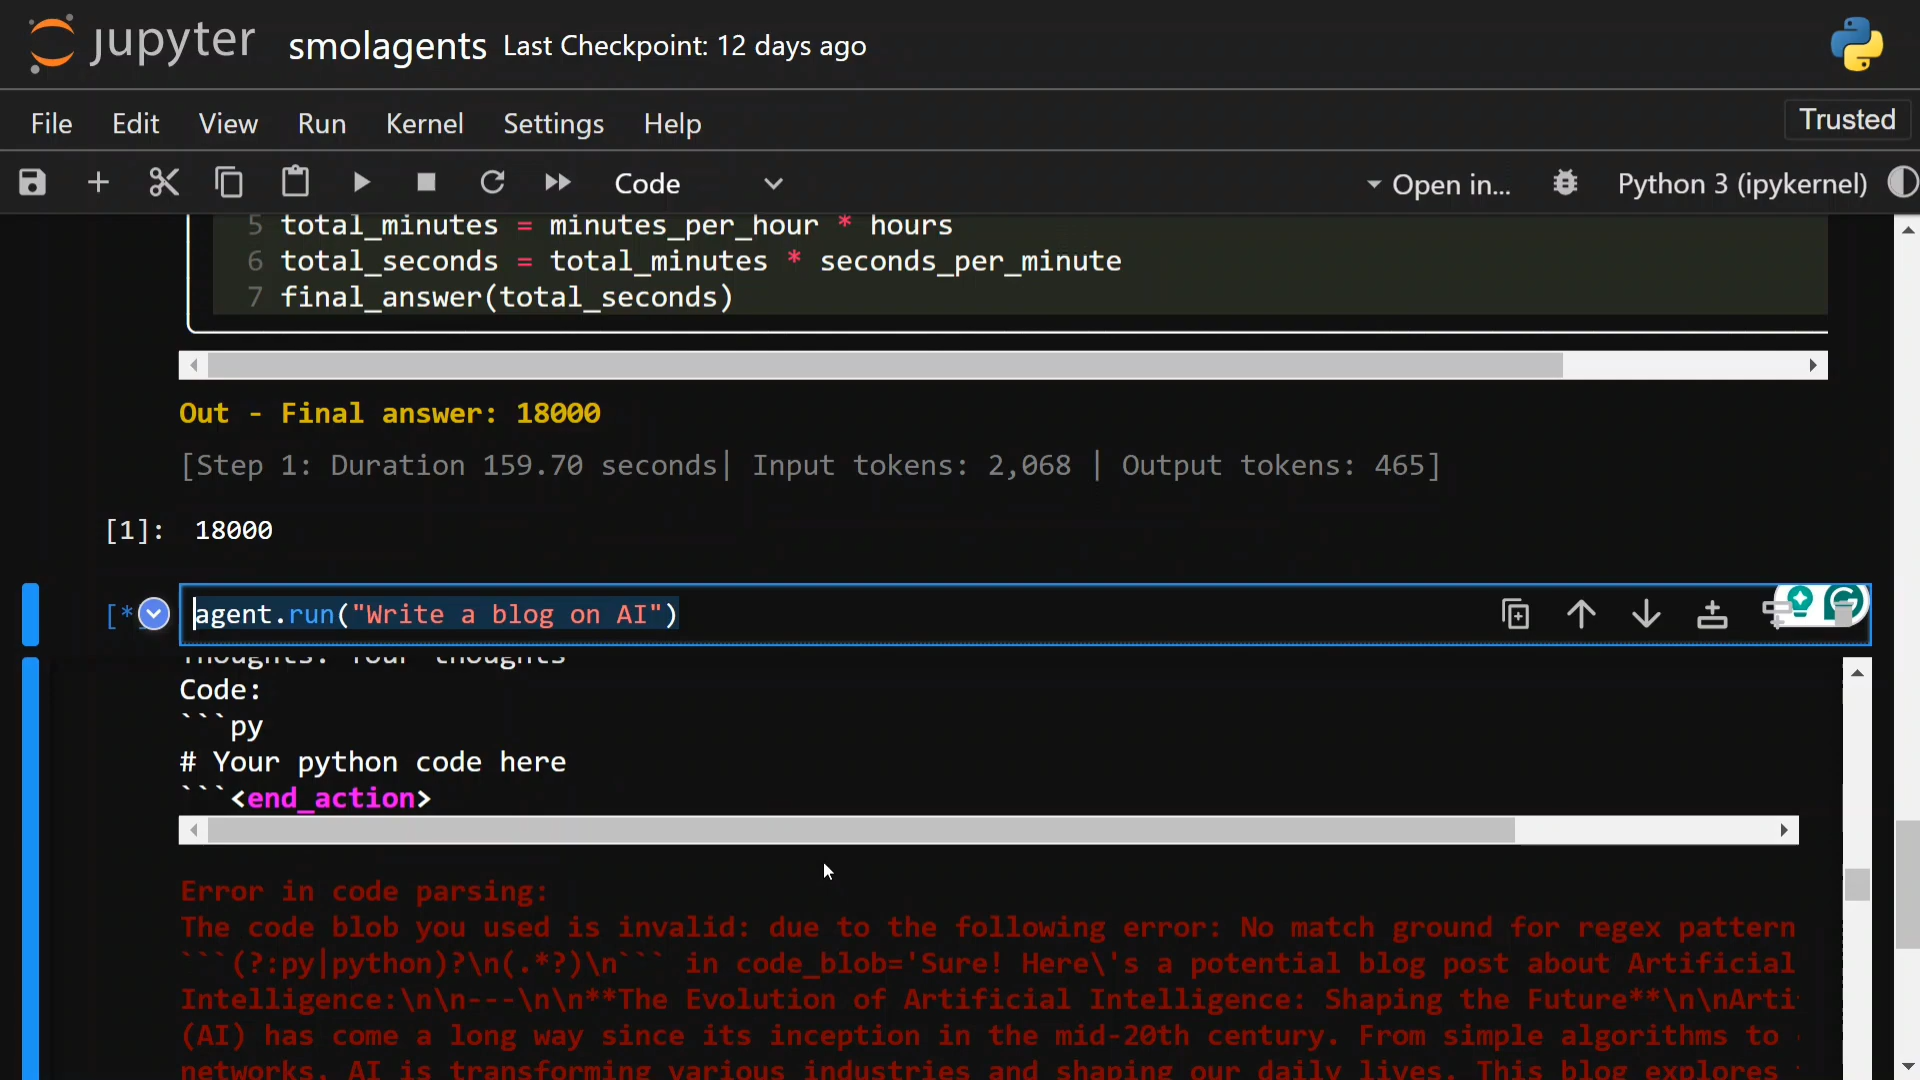 jupyter smolagents Last Checkpoint: 12 days ago
File Edit View Run Kernel Settings Help Trusted
Code Open in... Python 3 (ipykernel)
5 total_minutes = minutes_per_hour * hours
6 total_seconds = total_minutes * seconds_per_minute
7 final_answer(total_seconds)
Out - Final answer: 18000
[Step 1: Duration 159.70 seconds| Input tokens: 2,068 | Output tokens: 465]
[1]: 18000
[* agent.run("Write a blog on AI")
Thoughts: Your thoughts
Code:
```py
# Your python code here
```<end_action>
Error in code parsing:
The code blob you used is invalid: due to the following error: No match ground for regex pattern
```(?:py|python)?\n(.*?)\n``` in code_blob='Sure! Here\'s a potential blog post about Artificial
Intelligence:\n\n---\n\n**The Evolution of Artificial Intelligence: Shaping the Future**\n\nArti
(AI) has come a long way since its inception in the mid-20th century. From simple algorithms to
networks, AI is transforming various industries and shaping our daily lives. This blog explores